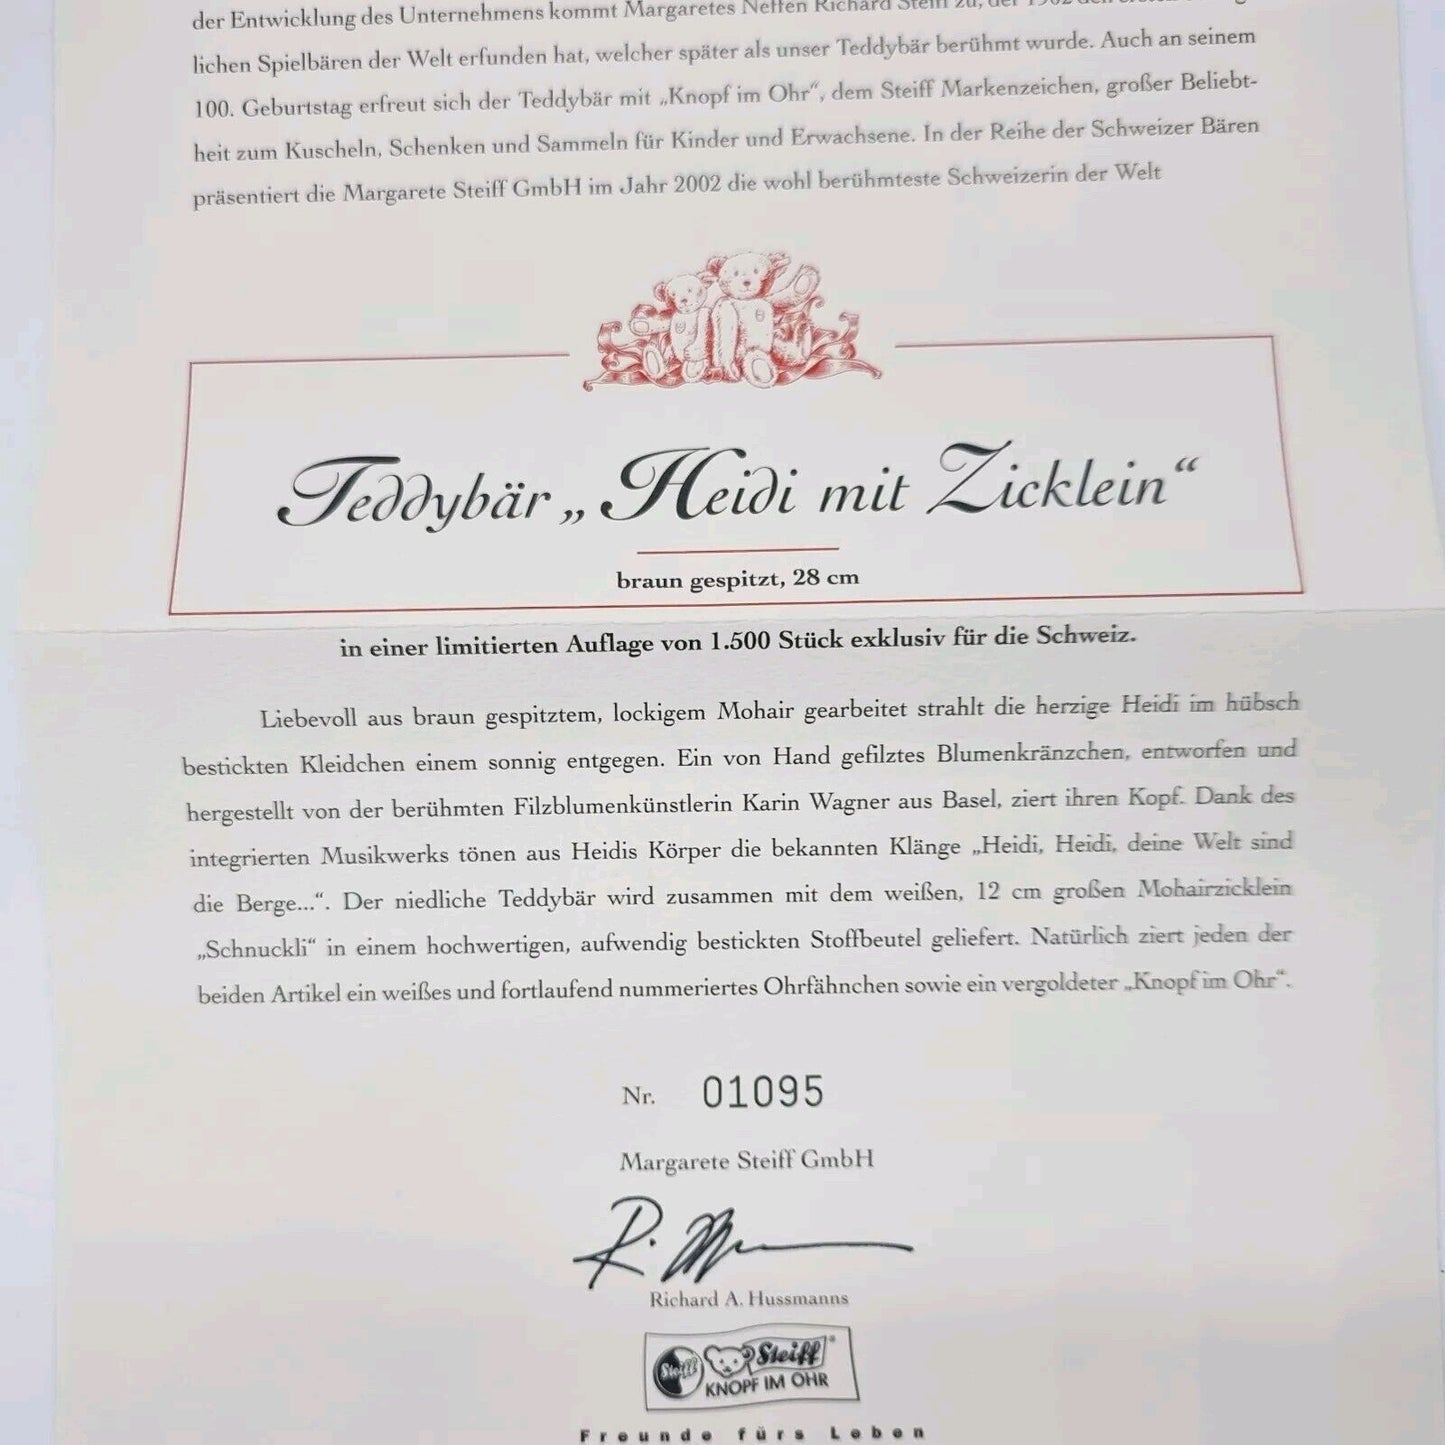 der Entwicklung des Unternehmens kommt Margaretes Neffen Richard Steiff zu, der 1902 den ersten
lichen Spielbären der Welt erfunden hat, welcher später als unser Teddybär berühmt wurde. Auch an seinem
100. Geburtstag erfreut sich der Teddybär mit „Knopf im Ohr“, dem Steiff Markenzeichen, großer Beliebt-
heit zum Kuscheln, Schenken und Sammeln für Kinder und Erwachsene. In der Reihe der Schweizer Bären
präsentiert die Margarete Steiff GmbH im Jahr 2002 die wohl berühmteste Schweizerin der Welt
Teddybär „Heidi mit Zicklein“
braun gespitzt, 28 cm
in einer limitierten Auflage von 1.500 Stück exklusiv für die Schweiz.
Liebevoll aus braun gespitztem, lockigem Mohair gearbeitet strahlt die herzige Heidi im hübsch
bestickten Kleidchen einem sonnig entgegen. Ein von Hand gefilztes Blumenkränzchen, entworfen und
hergestellt von der berühmten Filzblumenkünstlerin Karin Wagner aus Basel, ziert ihren Kopf. Dank des
integrierten Musikwerks tönen aus Heidis Körper die bekannten Klänge „Heidi, Heidi, deine Welt sind
die Berge...“. Der niedliche Teddybär wird zusammen mit dem weißen, 12 cm großen Mohairzicklein
„Schnuckli“ in einem hochwertigen, aufwendig bestickten Stoffbeutel geliefert. Natürlich ziert jeden der
beiden Artikel ein weißes und fortlaufend nummeriertes Ohrfähnchen sowie ein vergoldeter „Knopf im Ohr“.
Nr. 01095
Margarete Steiff GmbH
Richard A. Hussmanns
Steiff Steiff®
KNOPF IM OHR
Freunde fürs Leben